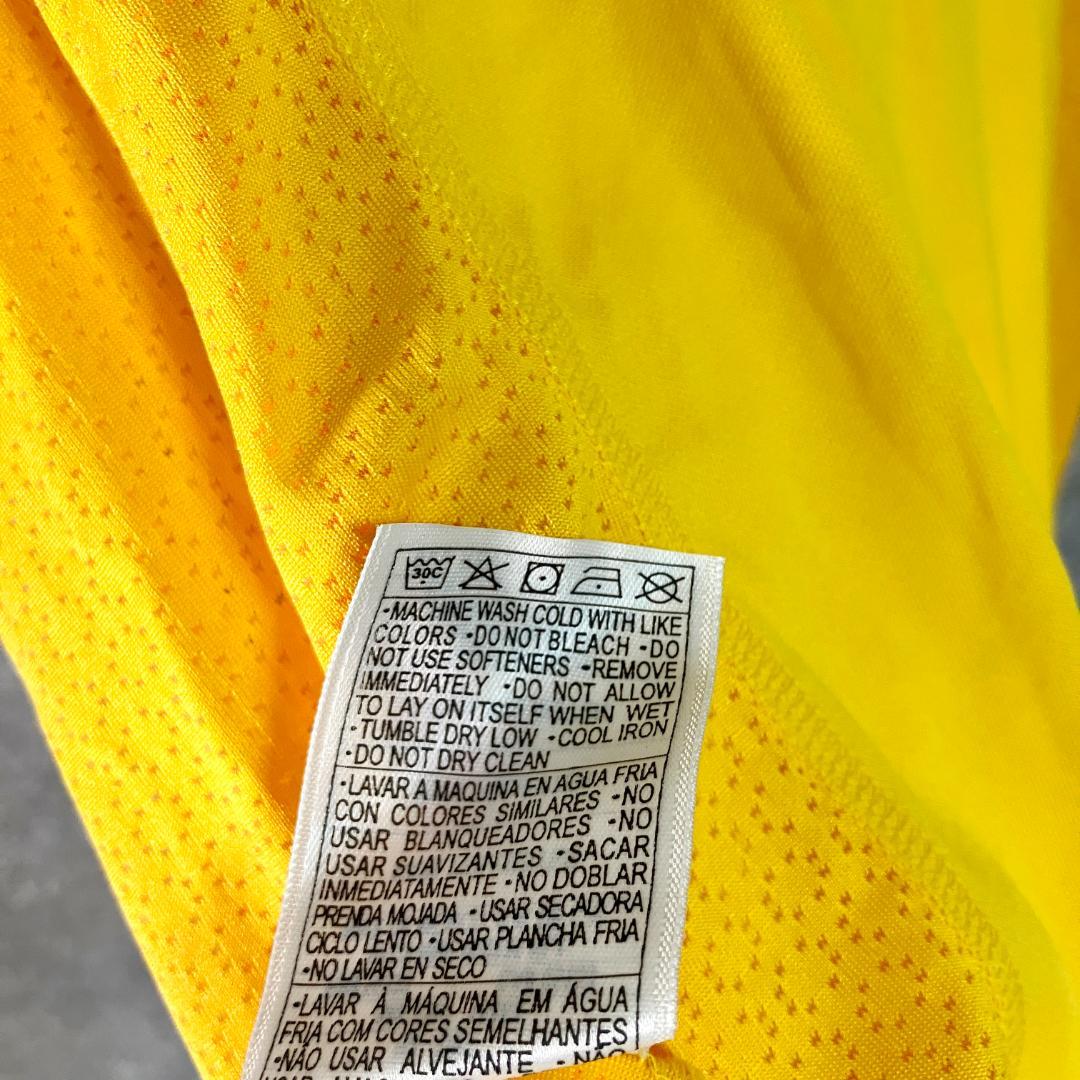 30C
•MACHINE WASH COLD WITH LIKE
COLORS •DO NOT BLEACH •DO
NOT USE SOFTENERS •REMOVE
IMMEDIATELY •DO NOT ALLOW
TO LAY ON ITSELF WHEN WET
•TUMBLE DRY LOW •COOL IRON
•DO NOT DRY CLEAN
•LAVAR A MAQUINA EN AGUA FRIA
CON COLORES SIMILARES •NO
USAR BLANQUEADORES •NO
USAR SUAVIZANTES •SACAR
INMEDIATAMENTE •NO DOBLAR
PRENDA MOJADA •USAR SECADORA
CICLO LENTO •USAR PLANCHA FRIA
•NO LAVAR EN SECO
•LAVAR À MÁQUINA EM ÁGUA
FRIA COM CORES SEMELHANTES
•NÃO USAR ALVEJANTE •NÃO